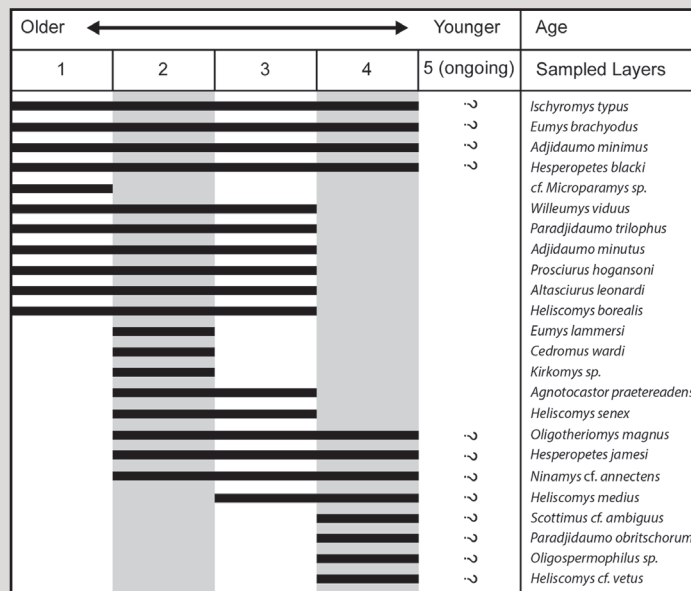 Older Younger Age
1 2 3 4 5 (ongoing) Sampled Layers
? Ischyromys typus
? Eumys brachyodus
? Adjidaumo minimus
? Hesperopetes blacki
cf. Microparamys sp.
Willeumys viduus
Paradjidaumo trilophus
Adjidaumo minutus
Prosciurus hogansoni
Altasciurus leonardi
Heliscomys borealis
Eumys lammersi
Cedromus wardi
Kirkomys sp.
Agnotocastor praetereadens
Heliscomys senex
? Oligotheriomys magnus
? Hesperopetes jamesi
? Ninamys cf. annectens
? Heliscomys medius
? Scottimus cf. ambiguus
? Paradjidaumo obritschorum
? Oligospermophilus sp.
? Heliscomys cf. vetus